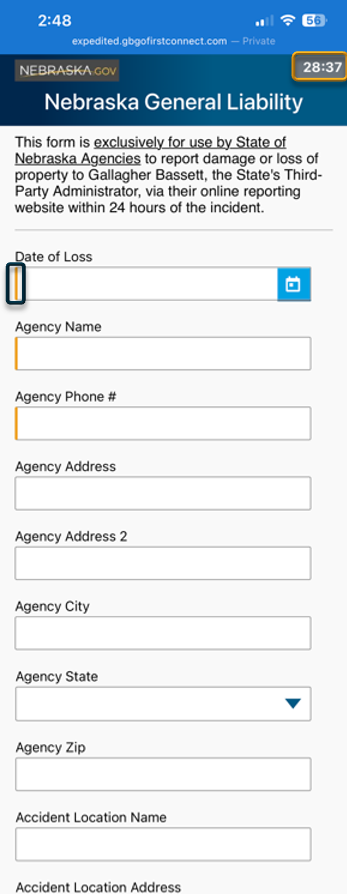 2:48
56
expedited.gbgofirstconnect.com — Private
NEBRASKA.GOV
28:37
Nebraska General Liability
This form is exclusively for use by State of
Nebraska Agencies to report damage or loss of
property to Gallagher Bassett, the State's Third-
Party Administrator, via their online reporting
website within 24 hours of the incident.
Date of Loss
Agency Name
Agency Phone #
Agency Address
Agency Address 2
Agency City
Agency State
Agency Zip
Accident Location Name
Accident Location Address